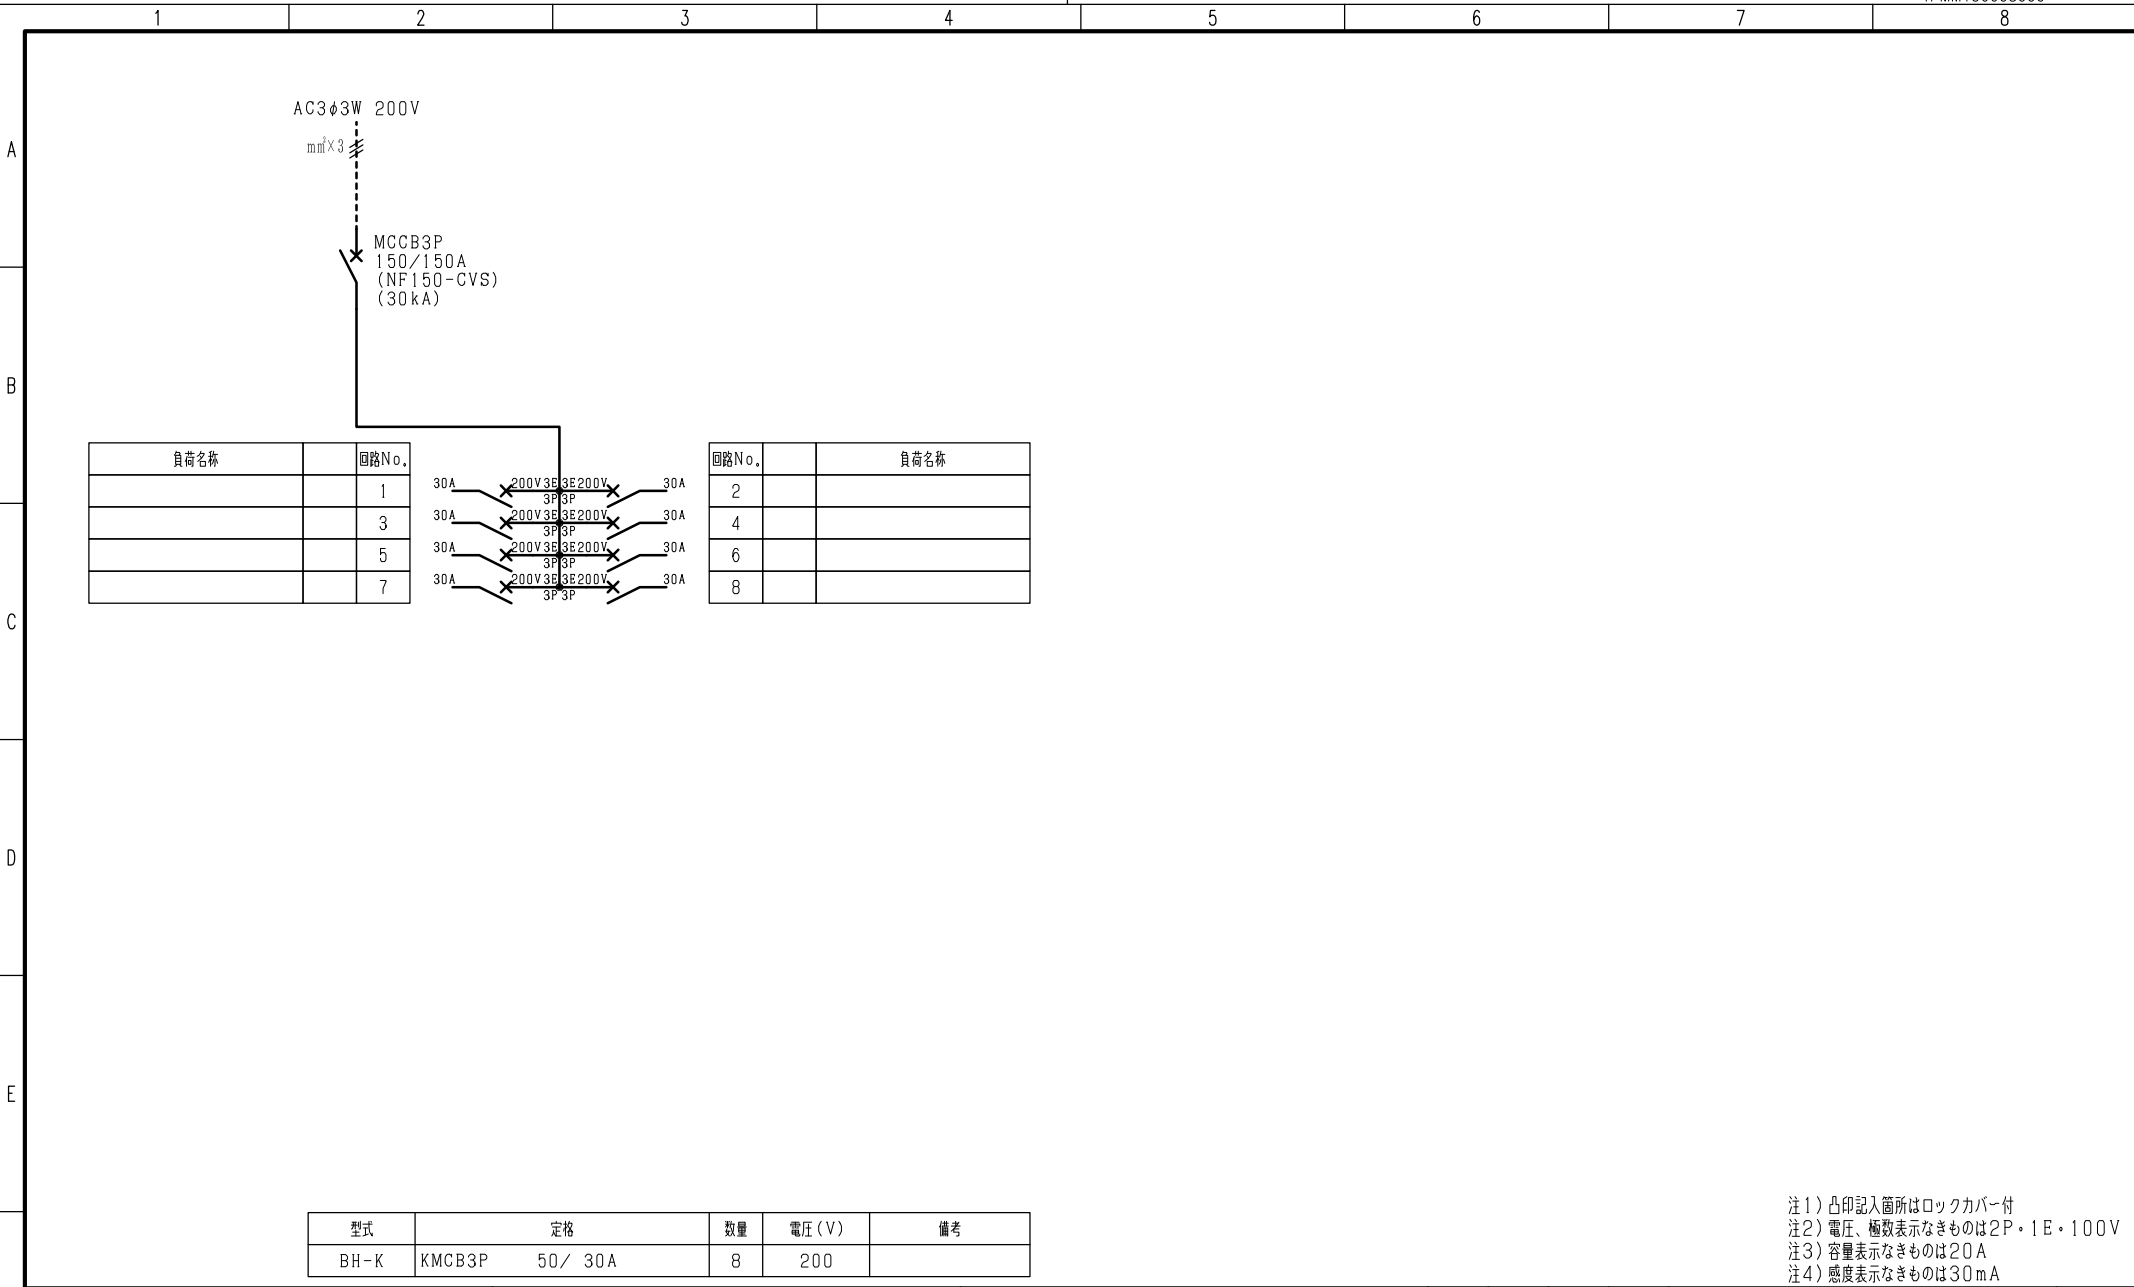 1 2 3 4 5 6 7 8
A
B
C
D
E
AC3φ3W 200V
mm²×3
MCCB3P
150/150A
(NF150-CVS)
(30kA)
負荷名称 回路No.
回路No. 負荷名称
1 30A 200V 3E 3E 200V 30A 2
3P 3P
3 30A 200V 3E 3E 200V 30A 4
3P 3P
5 30A 200V 3E 3E 200V 30A 6
3P 3P
7 30A 200V 3E 3E 200V 30A 8
3P 3P
型式 定格 数量 電圧(V) 備考
BH-K KMCB3P 50/ 30A 8 200
注1)凸印記入箇所はロックカバー付
注2)電圧、極数表示なきものは2P・1E・100V
注3)容量表示なきものは20A
注4)感度表示なきものは30mA